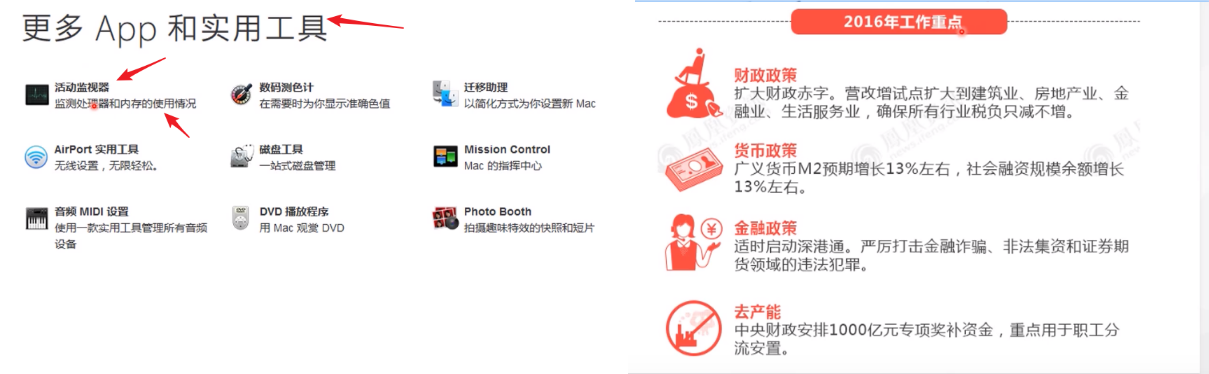 更多 App 和实用工具
活动监视器
监测处理器和内存的使用情况
数码测色计
在需要时为你显示准确色值
迁移助理
以简化方式为你设置新 Mac
AirPort 实用工具
无线设置，无限轻松。
磁盘工具
一站式磁盘管理
Mission Control
Mac 的指挥中心
音频 MIDI 设置
使用一款实用工具管理所有音频
设备
DVD 播放程序
用 Mac 观赏 DVD
Photo Booth
拍摄趣味特效的快照和短片
2016年工作重点
财政政策
扩大财政赤字。营改增试点扩大到建筑业、房地产业、金
融业、生活服务业，确保所有行业税负只减不增。
货币政策
广义货币M2预期增长13%左右，社会融资规模余额增长
13%左右。
金融政策
适时启动深港通。严厉打击金融诈骗、非法集资和证券期
货领域的违法犯罪。
去产能
中央财政安排1000亿元专项奖补资金，重点用于职工分
流安置。